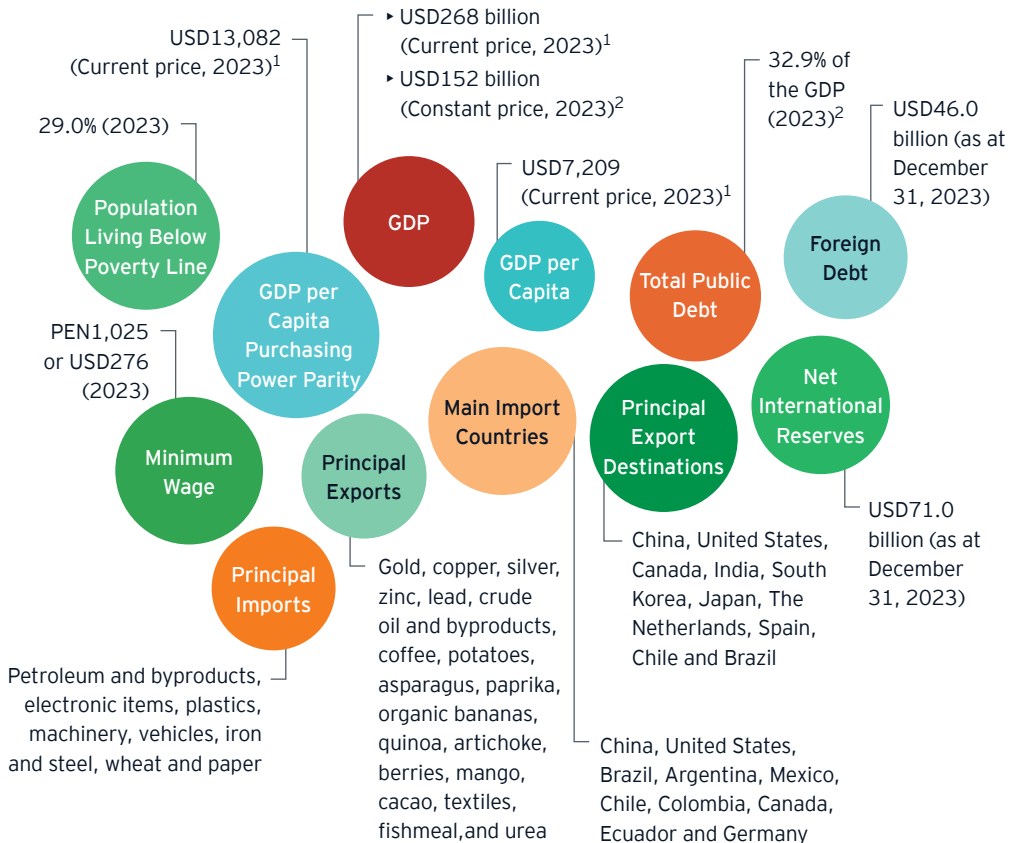 29.0% (2023)
Population
Living Below
Poverty Line
USD13,082
(Current price, 2023)1
GDP per
Capita
Purchasing
Power Parity
▸ USD268 billion
(Current price, 2023)1
▸ USD152 billion
(Constant price, 2023)2
GDP
USD7,209
(Current price, 2023)1
GDP per
Capita
32.9% of
the GDP
(2023)2
Total Public
Debt
USD46.0
billion (as at
December
31, 2023)
Foreign
Debt
PEN1,025
or USD276
(2023)
Minimum
Wage
Principal
Exports
Gold, copper, silver,
zinc, lead, crude
oil and byproducts,
coffee, potatoes,
asparagus, paprika,
organic bananas,
quinoa, artichoke,
berries, mango,
cacao, textiles,
fishmeal,and urea
Main Import
Countries
China, United States,
Brazil, Argentina, Mexico,
Chile, Colombia, Canada,
Ecuador and Germany
Principal
Export
Destinations
China, United States,
Canada, India, South
Korea, Japan, The
Netherlands, Spain,
Chile and Brazil
Net
International
Reserves
USD71.0
billion (as at
December
31, 2023)
Principal
Imports
Petroleum and byproducts,
electronic items, plastics,
machinery, vehicles, iron
and steel, wheat and paper